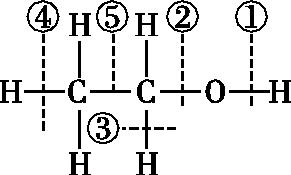 ④ H ⑤ H ② ①
H C C O H
③
H H